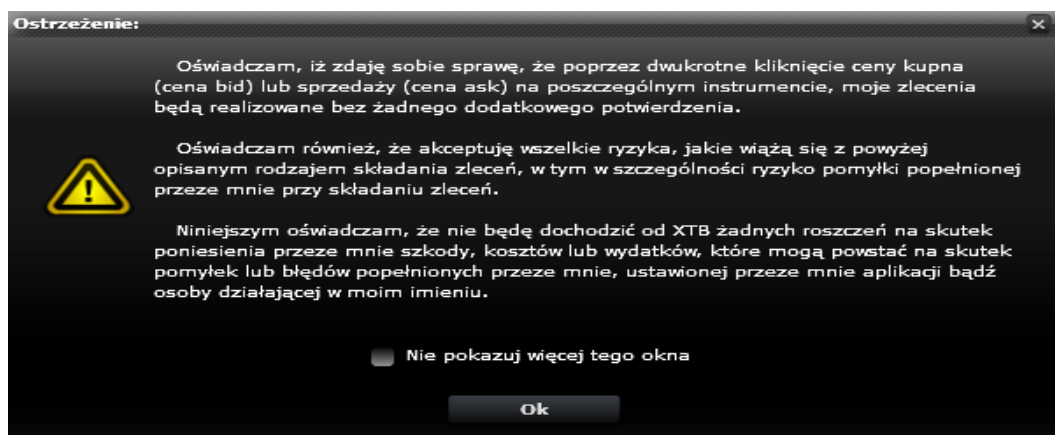 Ostrzeżenie:
Oświadczam, iż zdaję sobie sprawę, że poprzez dwukrotne kliknięcie ceny kupna
(cena bid) lub sprzedaży (cena ask) na poszczególnym instrumencie, moje zlecenia
będą realizowane bez żadnego dodatkowego potwierdzenia.
Oświadczam również, że akceptuję wszelkie ryzyka, jakie wiążą się z powyżej
opisanym rodzajem składania zleceń, w tym w szczególności ryzyko pomyłki popełnionej
przeze mnie przy składaniu zleceń.
Niniejszym oświadczam, że nie będę dochodzić od XTB żadnych roszczeń na skutek
poniesienia przeze mnie szkody, kosztów lub wydatków, które mogą powstać na skutek
pomyłek lub błędów popełnionych przeze mnie, ustawionej przeze mnie aplikacji bądź
osoby działającej w moim imieniu.
Nie pokazuj więcej tego okna
Ok